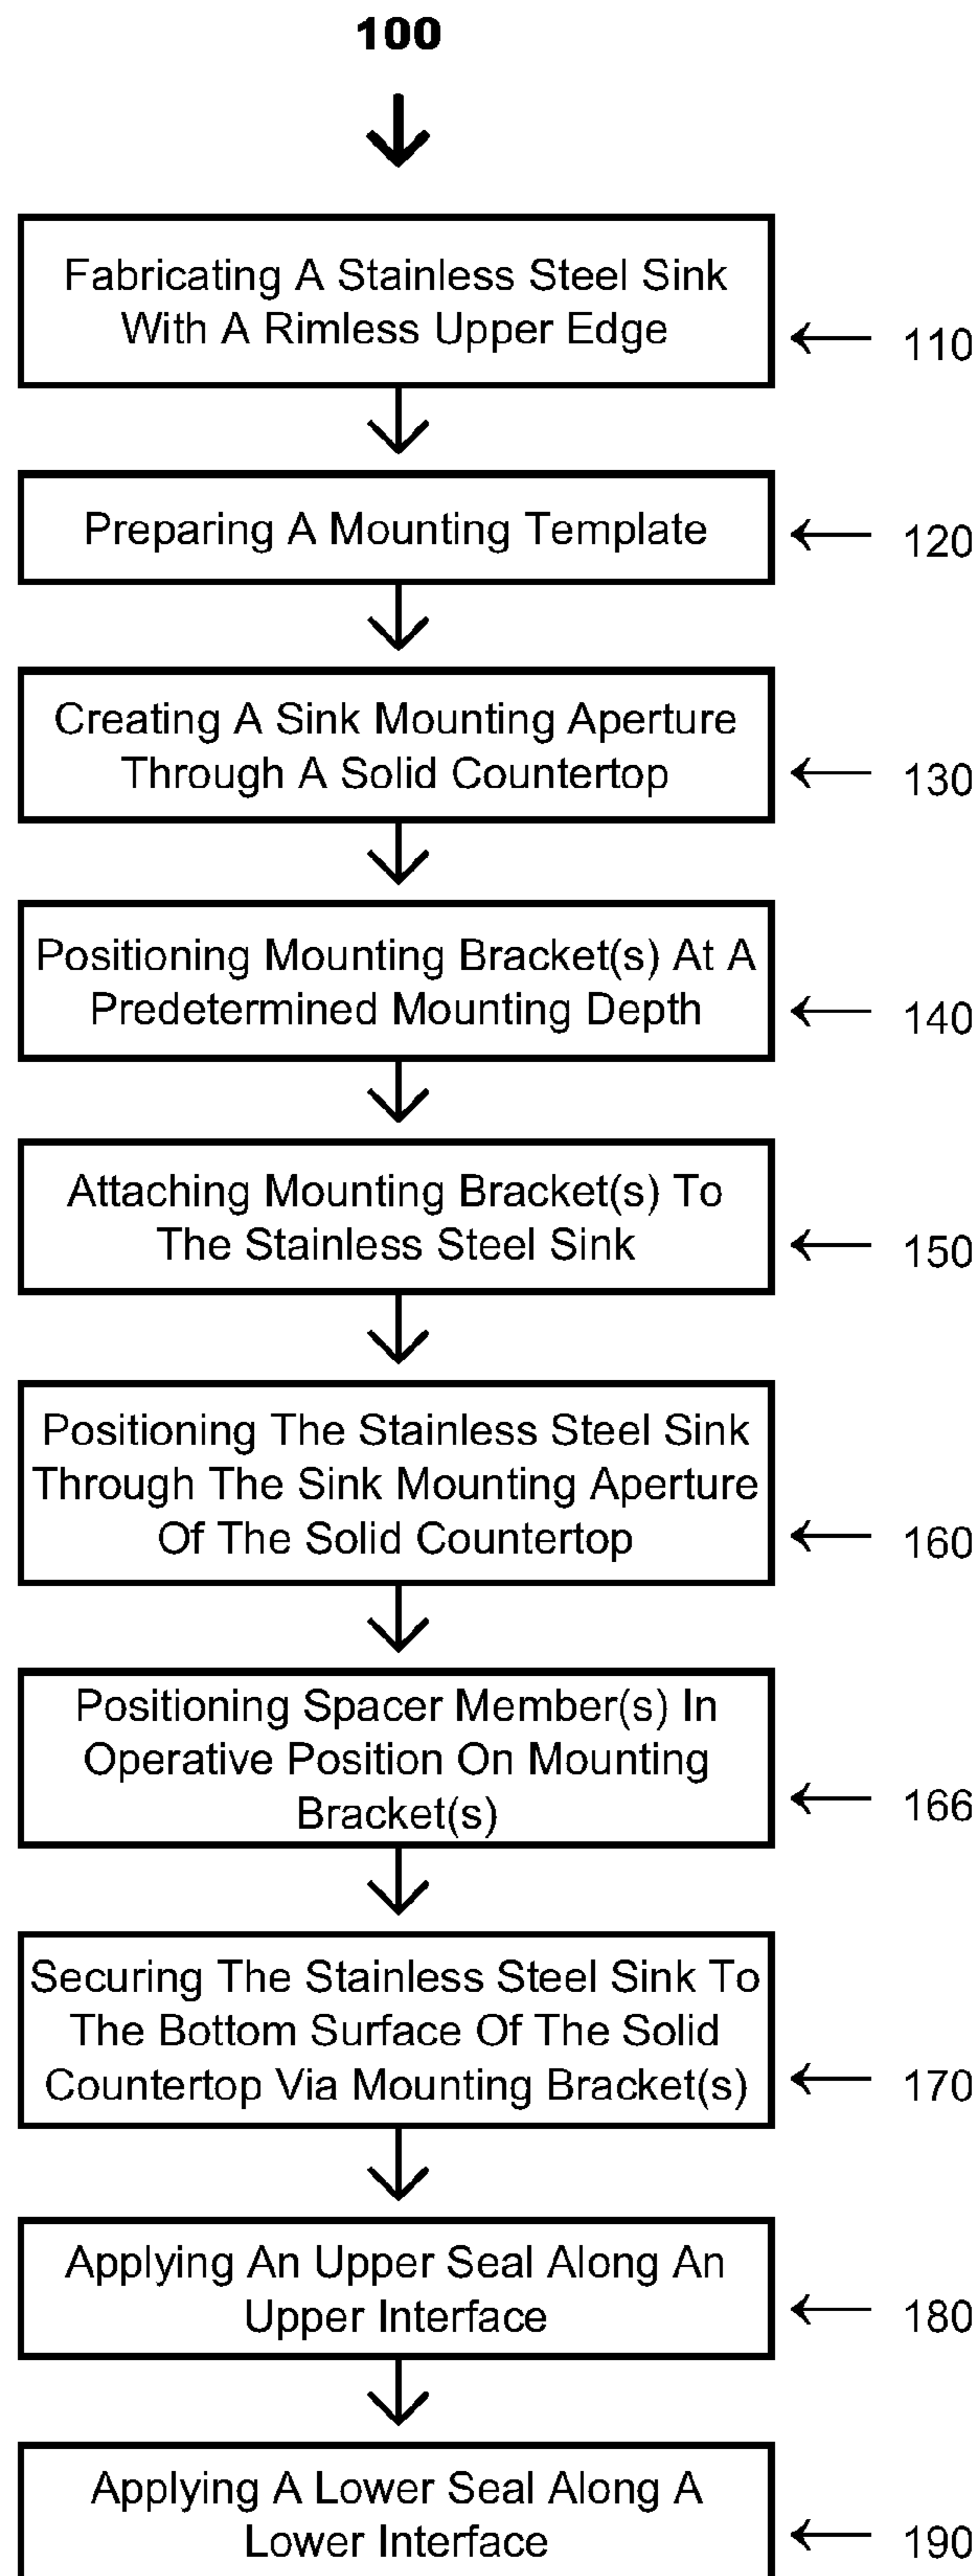 100
Fabricating A Stainless Steel Sink
With A Rimless Upper Edge
110
Preparing A Mounting Template
120
Creating A Sink Mounting Aperture
Through A Solid Countertop
130
Positioning Mounting Bracket(s) At A
Predetermined Mounting Depth
140
Attaching Mounting Bracket(s) To
The Stainless Steel Sink
150
Positioning The Stainless Steel Sink
Through The Sink Mounting Aperture
Of The Solid Countertop
160
Positioning Spacer Member(s) In
Operative Position On Mounting
Bracket(s)
166
Securing The Stainless Steel Sink To
The Bottom Surface Of The Solid
Countertop Via Mounting Bracket(s)
170
Applying An Upper Seal Along An
Upper Interface
180
Applying A Lower Seal Along A
Lower Interface
190